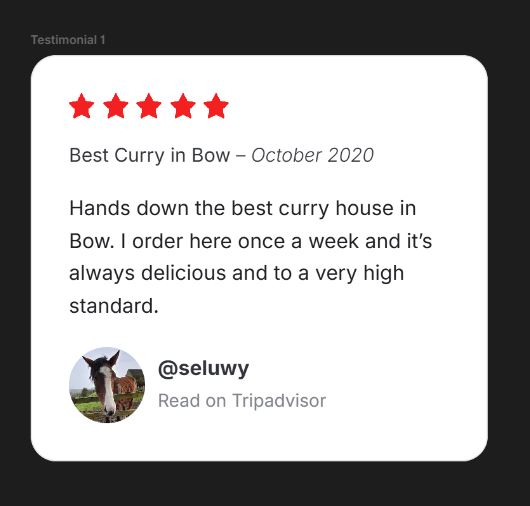 Testimonial 1
Best Curry in Bow – October 2020
Hands down the best curry house in
Bow. I order here once a week and it’s
always delicious and to a very high
standard.
@seluwy
Read on Tripadvisor